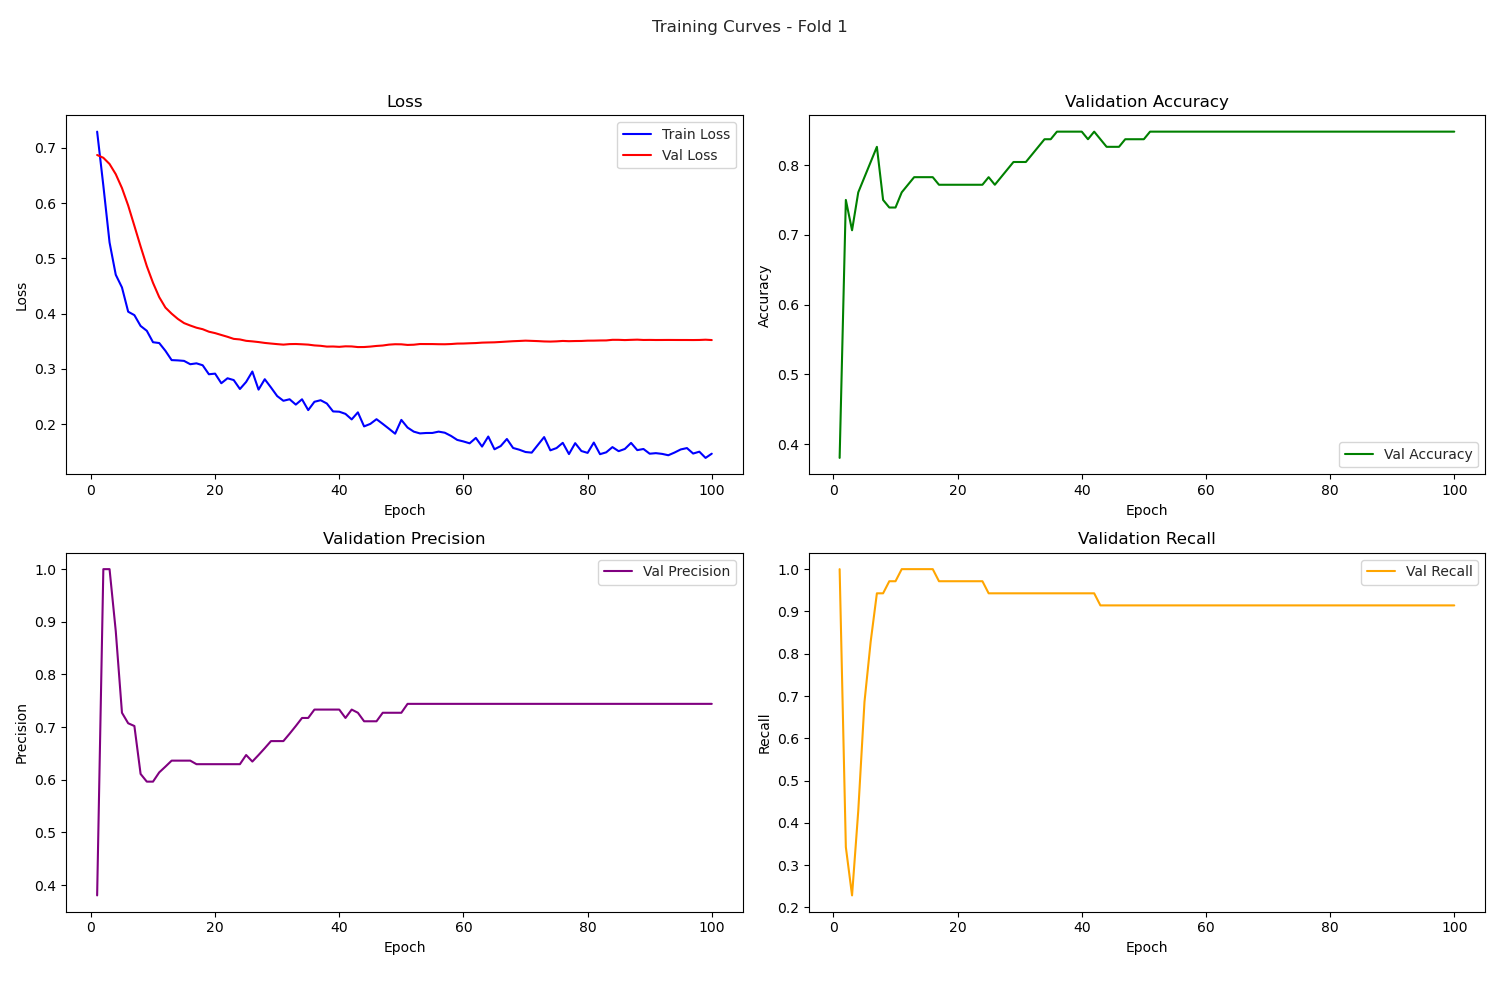 Training Curves - Fold 1
Loss
Train Loss
Val Loss
0.7
0.6
0.5
0.4
0.3
0.2
Loss
0 20 40 60 80 100
Epoch
Validation Accuracy
0.8
0.7
0.6
0.5
0.4
Accuracy
Val Accuracy
0 20 40 60 80 100
Epoch
Validation Precision
Val Precision
1.0
0.9
0.8
0.7
0.6
0.5
0.4
Precision
0 20 40 60 80 100
Epoch
Validation Recall
Val Recall
1.0
0.9
0.8
0.7
0.6
0.5
0.4
0.3
0.2
Recall
0 20 40 60 80 100
Epoch